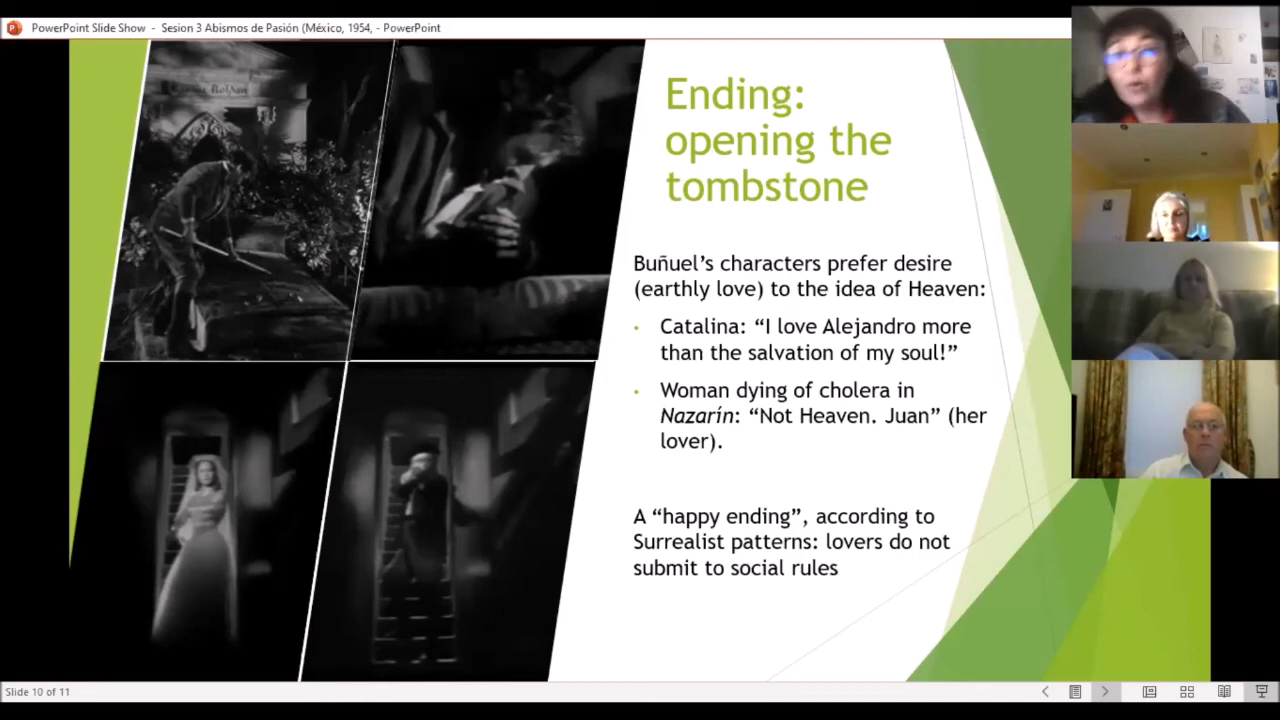 PowerPoint Slide Show - Sesion 3 Abismos de Pasión (México, 1954, - PowerPoint
Ending:
opening the
tombstone
Buñuel’s characters prefer desire
(earthly love) to the idea of Heaven:
• Catalina: “I love Alejandro more
than the salvation of my soul!”
• Woman dying of cholera in
Nazarín: “Not Heaven. Juan” (her
lover).
A “happy ending”, according to
Surrealist patterns: lovers do not
submit to social rules
Slide 10 of 11